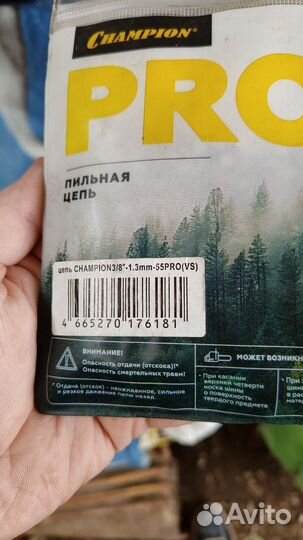 CHAMPION
PRO
ПИЛЬНАЯ
ЦЕПЬ
цепь CHAMPION3/8"-1.3mm-55PRO(VS)
4 665270 176181
ВНИМАНИЕ!
Опасность отдачи (отскока)!*
Опасность смертельных травм!
* Отдача (отскок) - неожиданное, сильное
и резкое движение пилы назад.
МОЖЕТ ВОЗНИКН
• При касании
верхней четверти
носка шины
о поверхность
твердого предмета.
Avito